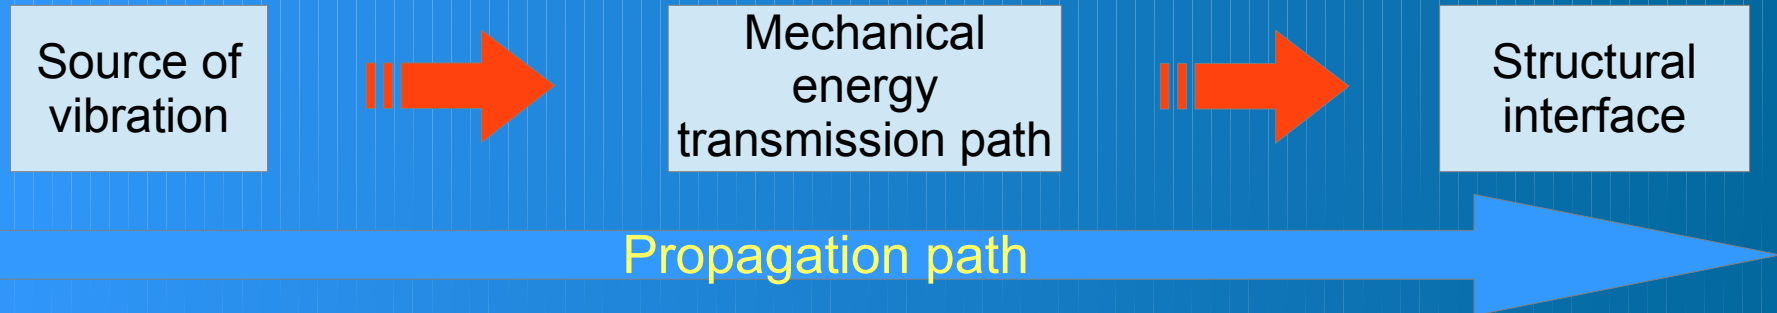 Source of
vibration
Mechanical
energy
transmission path
Structural
interface
Propagation path